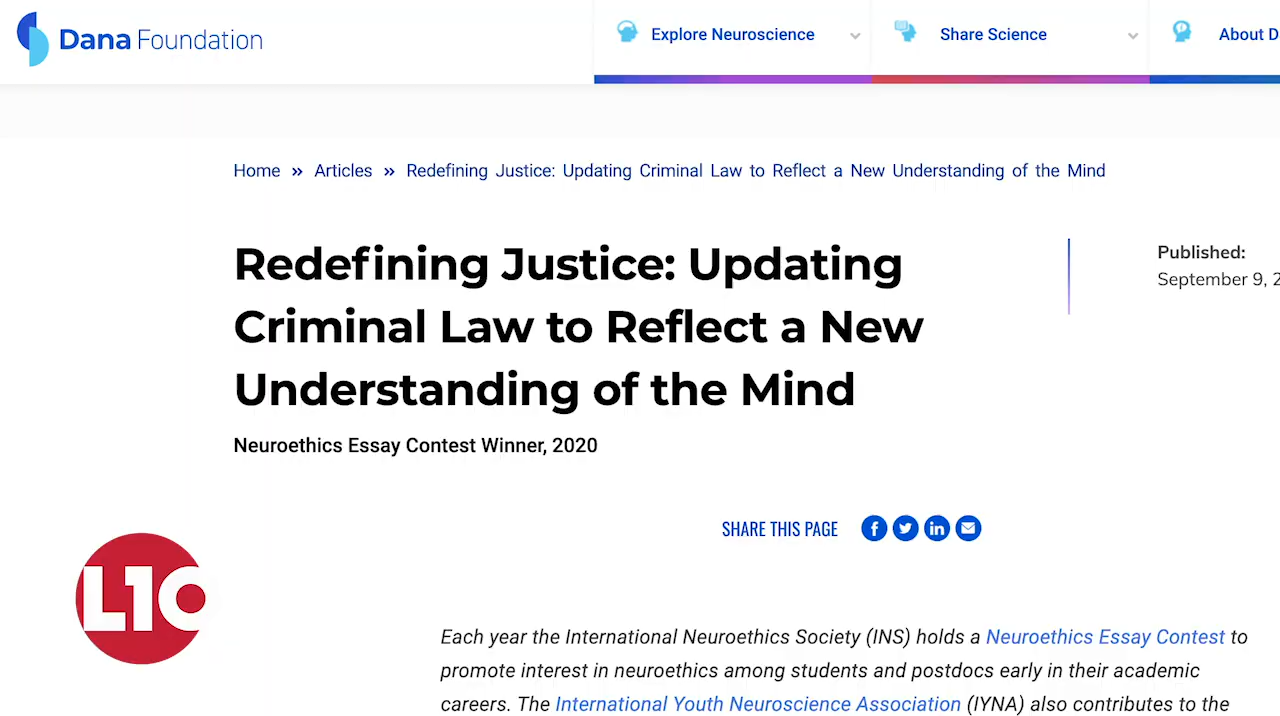 Dana Foundation
Explore Neuroscience
Share Science
About D
Home » Articles » Redefining Justice: Updating Criminal Law to Reflect a New Understanding of the Mind
Redefining Justice: Updating
Criminal Law to Reflect a New
Understanding of the Mind
Published:
September 9, 2
Neuroethics Essay Contest Winner, 2020
SHARE THIS PAGE
L10
Each year the International Neuroethics Society (INS) holds a Neuroethics Essay Contest to
promote interest in neuroethics among students and postdocs early in their academic
careers. The International Youth Neuroscience Association (IYNA) also contributes to the